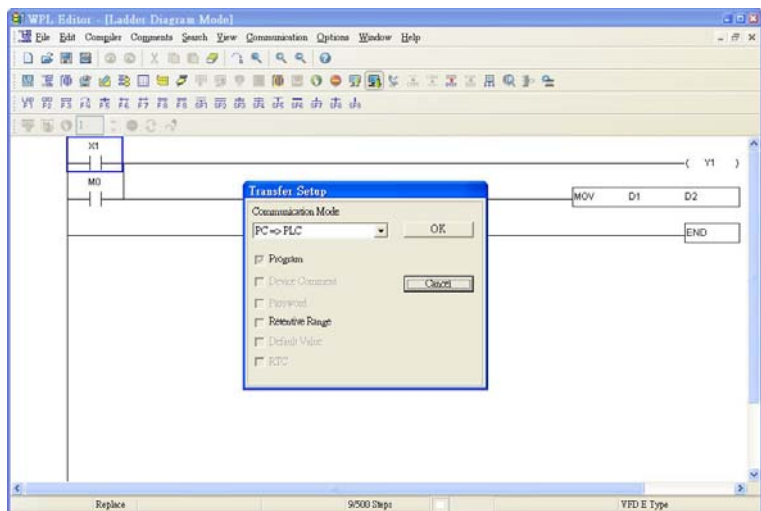 WPL Editor - [Ladder Diagram Mode]
File Edit Compiler Comments Search View Communication Options Window Help
X1
Y1
M0
MOV D1 D2
END
Transfer Setup
Communication Mode
PC => PLC
OK
Program
Device Comment
Cancel
Password
Retentive Range
Default Value
RTC
Replace
9/500 Steps
VFD E Type